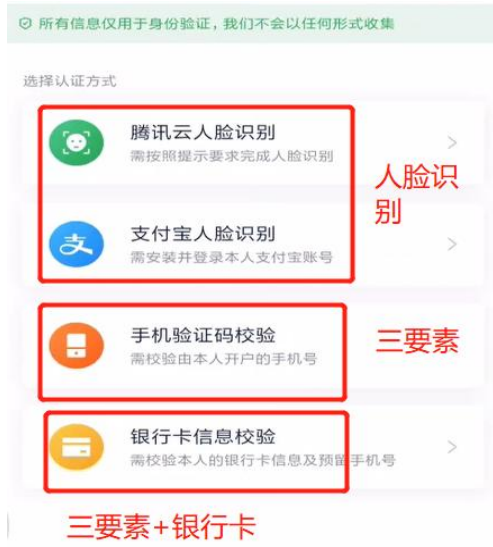 所有信息仅用于身份验证，我们不会以任何形式收集
选择认证方式
腾讯云人脸识别
需按照提示要求完成人脸识别
人脸识
别
支付宝人脸识别
需安装并登录本人支付宝账号
支
手机验证码校验
需校验由本人开户的手机号
三要素
银行卡信息校验
需校验本人的银行卡信息及预留手机号
三要素+银行卡